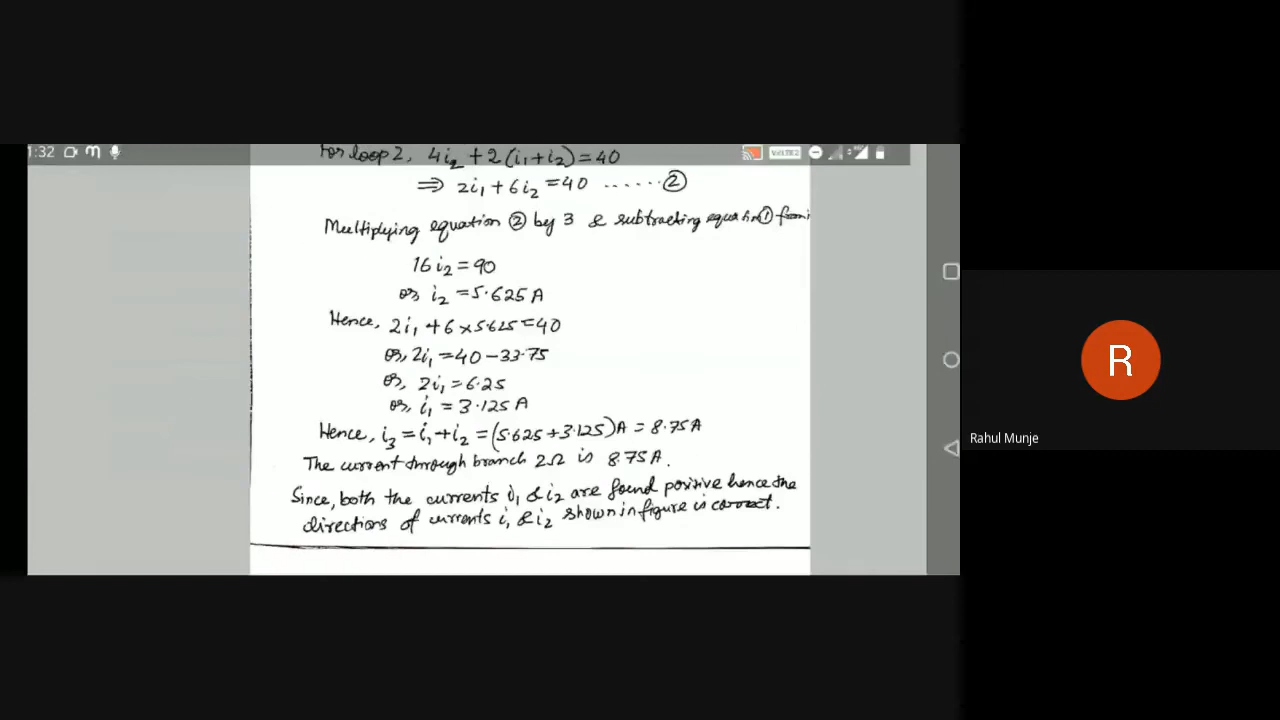 1:32
VoLTE 2
For loop 2, 4i₂ + 2(i₁+i₂) = 40
⇒ 2i₁ + 6i₂ = 40 ...... ②
Multiplying equation ② by 3 & subtracting equation ① from
16 i₂ = 90
or, i₂ = 5.625 A
Hence, 2i₁ + 6 × 5.625 = 40
or, 2i₁ = 40 - 33.75
or, 2i₁ = 6.25
or, i₁ = 3.125 A
Hence, i₃ = i₁ + i₂ = (5.625 + 3.125) A = 8.75 A
The current through branch 2Ω is 8.75 A.
Since, both the currents i₁ & i₂ are found positive hence the
directions of currents i₁ & i₂ shown in figure is correct.
R
Rahul Munje